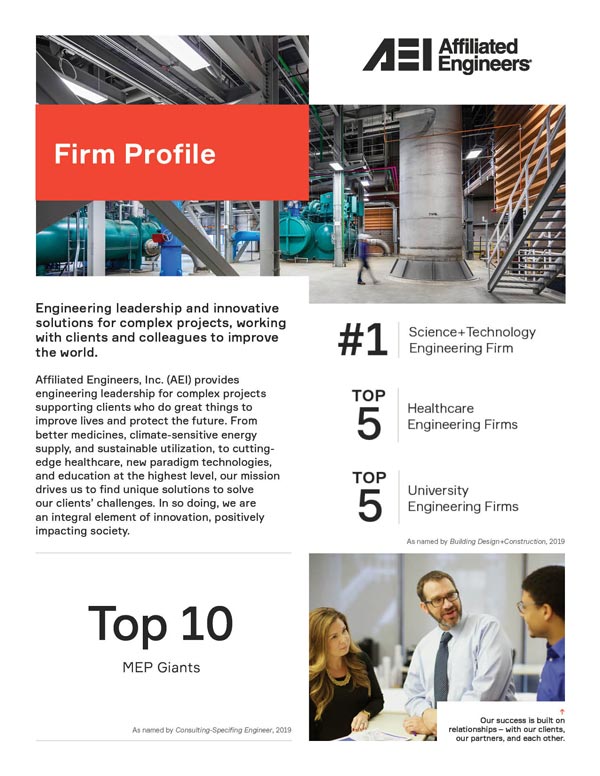 AEI Affiliated
Engineers
Firm Profile
Engineering leadership and innovative
solutions for complex projects, working
with clients and colleagues to improve
the world.
Affiliated Engineers, Inc. (AEI) provides
engineering leadership for complex projects
supporting clients who do great things to
improve lives and protect the future. From
better medicines, climate-sensitive energy
supply, and sustainable utilization, to cutting-
edge healthcare, new paradigm technologies,
and education at the highest level, our mission
drives us to find unique solutions to solve
our clients' challenges. In so doing, we are
an integral element of innovation, positively
impacting society.
#1 Science+Technology
Engineering Firm
TOP
5 Healthcare
Engineering Firms
TOP
5 University
Engineering Firms
As named by Building Design+Construction, 2019
Top 10
MEP Giants
As named by Consulting-Specifing Engineer, 2019
↑
Our success is built on
relationships – with our clients,
our partners, and each other.